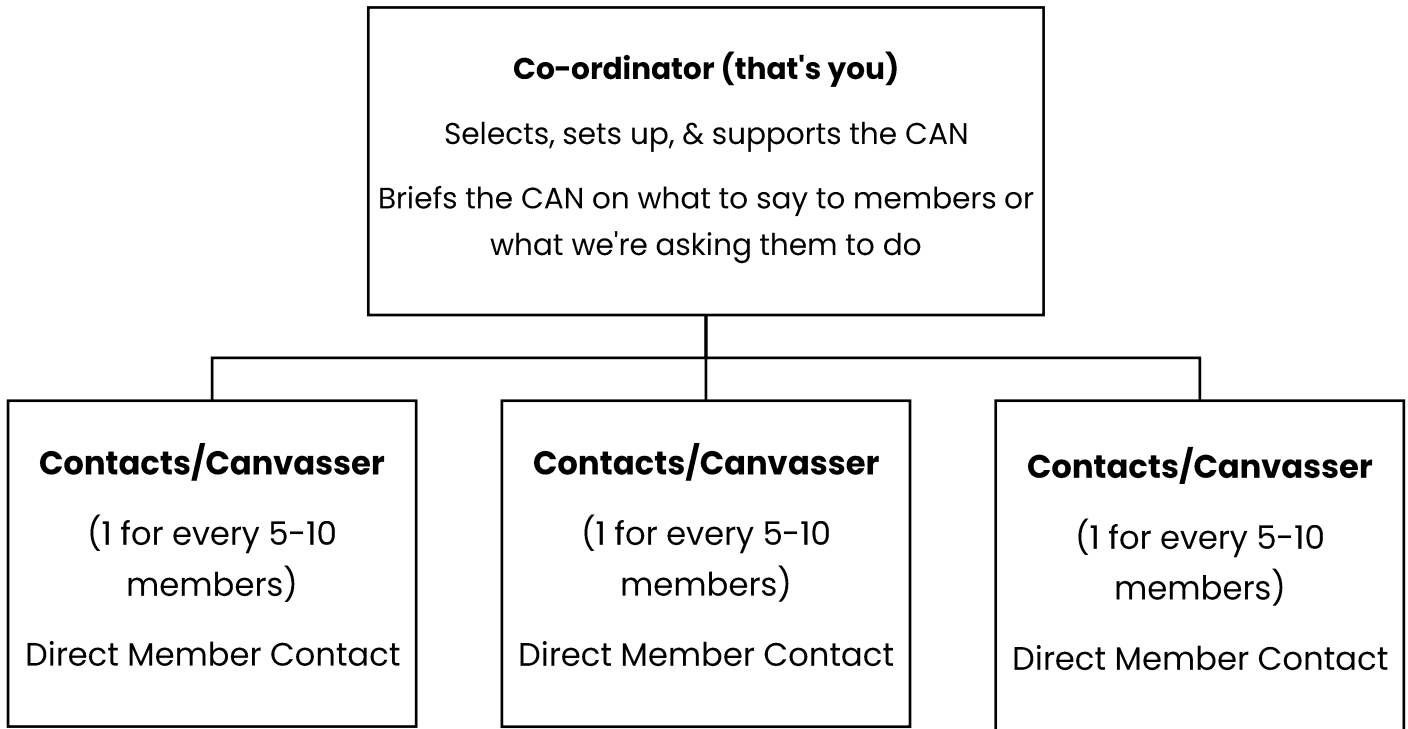 Co-ordinator (that's you)
Selects, sets up, & supports the CAN
Briefs the CAN on what to say to members or
what we're asking them to do
Contacts/Canvasser
(1 for every 5-10
members)
Direct Member Contact
Contacts/Canvasser
(1 for every 5-10
members)
Direct Member Contact
Contacts/Canvasser
(1 for every 5-10
members)
Direct Member Contact